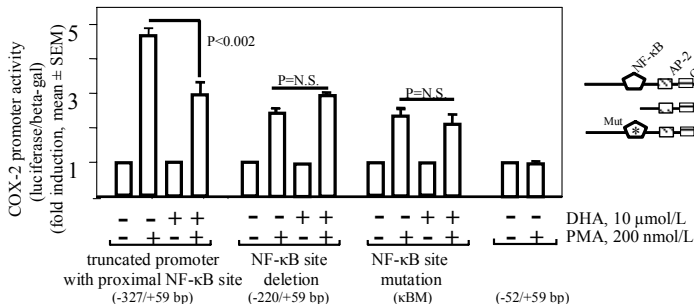 COX-2 promoter activity
(luciferase/beta-gal)
(fold induction, mean ± SEM)
5
3
1
P<0.002
P=N.S.
P=N.S.
NF-κB
AP-2
Mut
*
- - + + - - + + - - + + - - DHA, 10 µmol/L
- + - + - + - + - + - + - + PMA, 200 nmol/L
truncated promoter
with proximal NF-κB site
(-327/+59 bp)
NF-κB site
deletion
(-220/+59 bp)
NF-κB site
mutation
(κBM)
(-52/+59 bp)